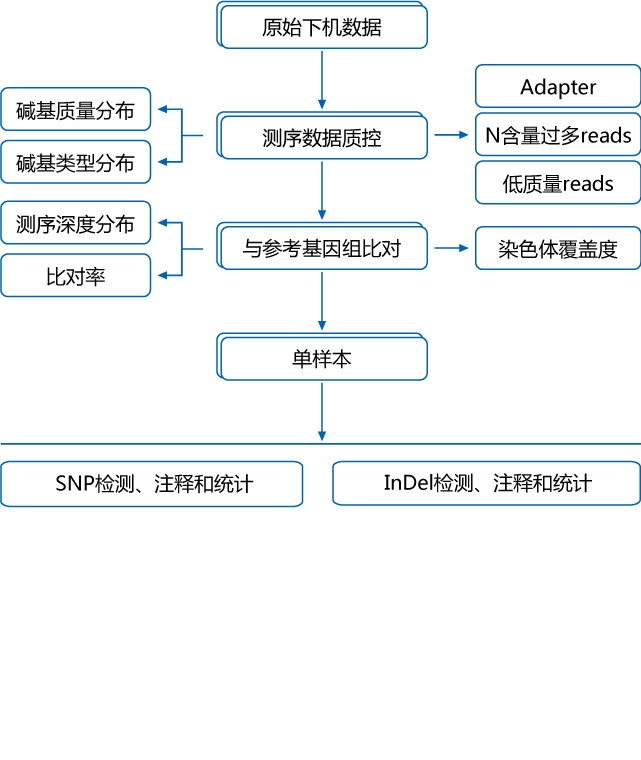 原始下机数据
碱基质量分布
碱基类型分布
测序数据质控
Adapter
N含量过多reads
低质量reads
测序深度分布
比对率
与参考基因组比对
染色体覆盖度
单样本
SNP检测、注释和统计
InDel检测、注释和统计